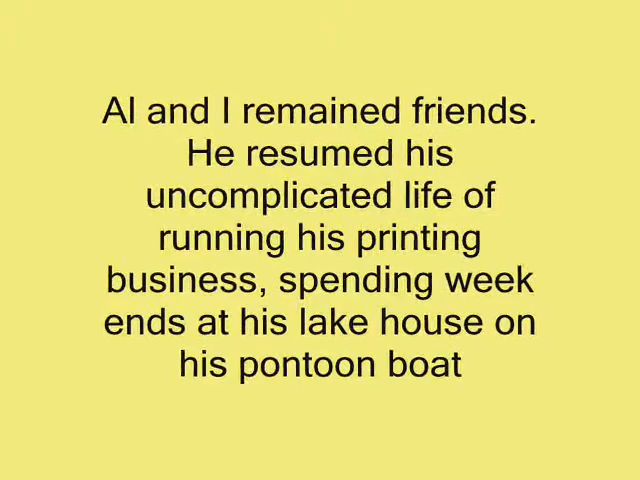 Al and I remained friends.
He resumed his
uncomplicated life of
running his printing
business, spending week
ends at his lake house on
his pontoon boat